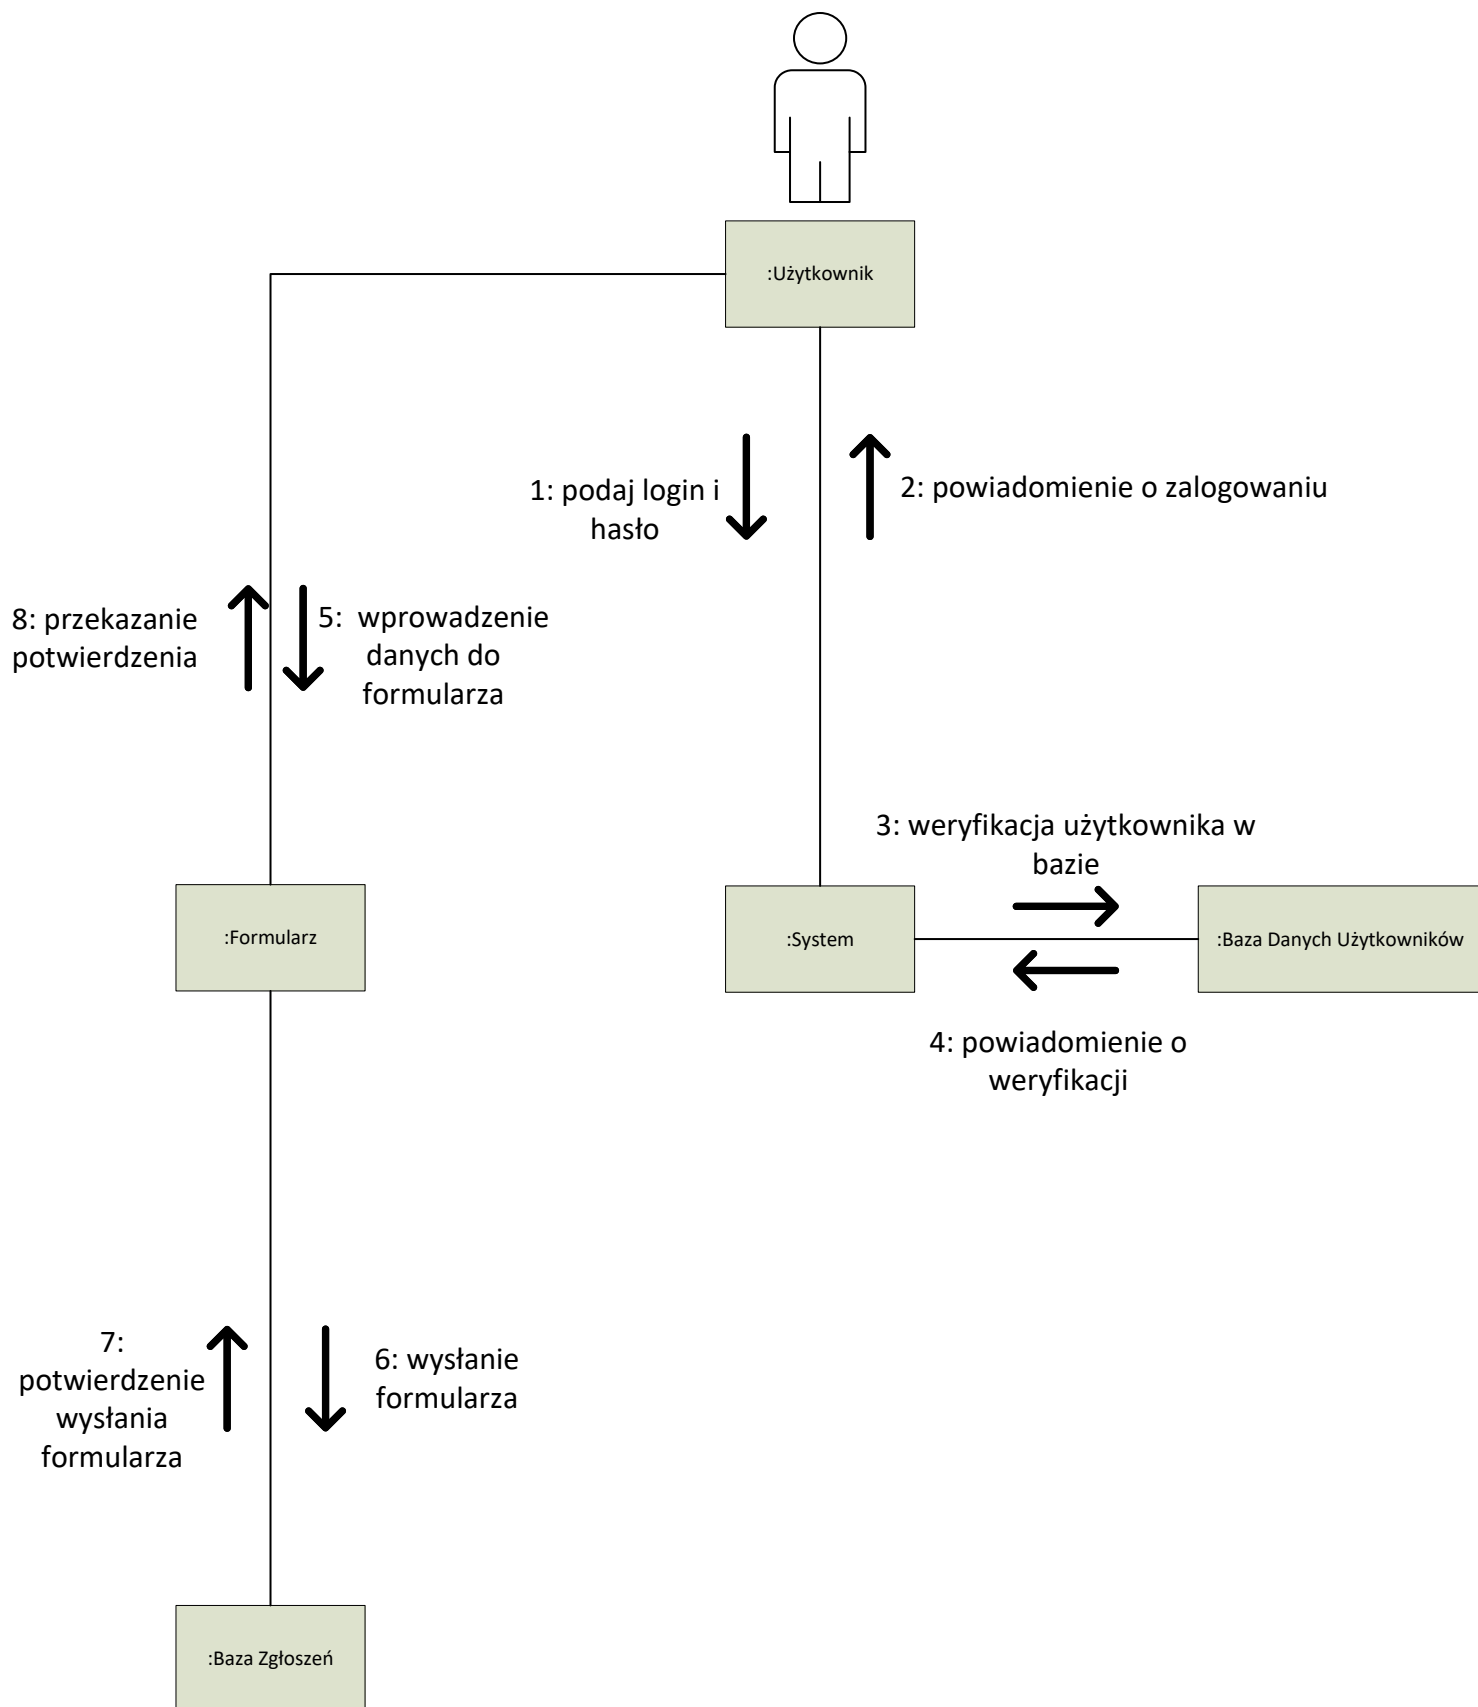 :Użytkownik
1: podaj login i
hasło
2: powiadomienie o zalogowaniu
8: przekazanie
potwierdzenia
5: wprowadzenie
danych do
formularza
3: weryfikacja użytkownika w
bazie
:Formularz
:System
:Baza Danych Użytkowników
4: powiadomienie o
weryfikacji
7:
potwierdzenie
wysłania
formularza
6: wysłanie
formularza
:Baza Zgłoszeń